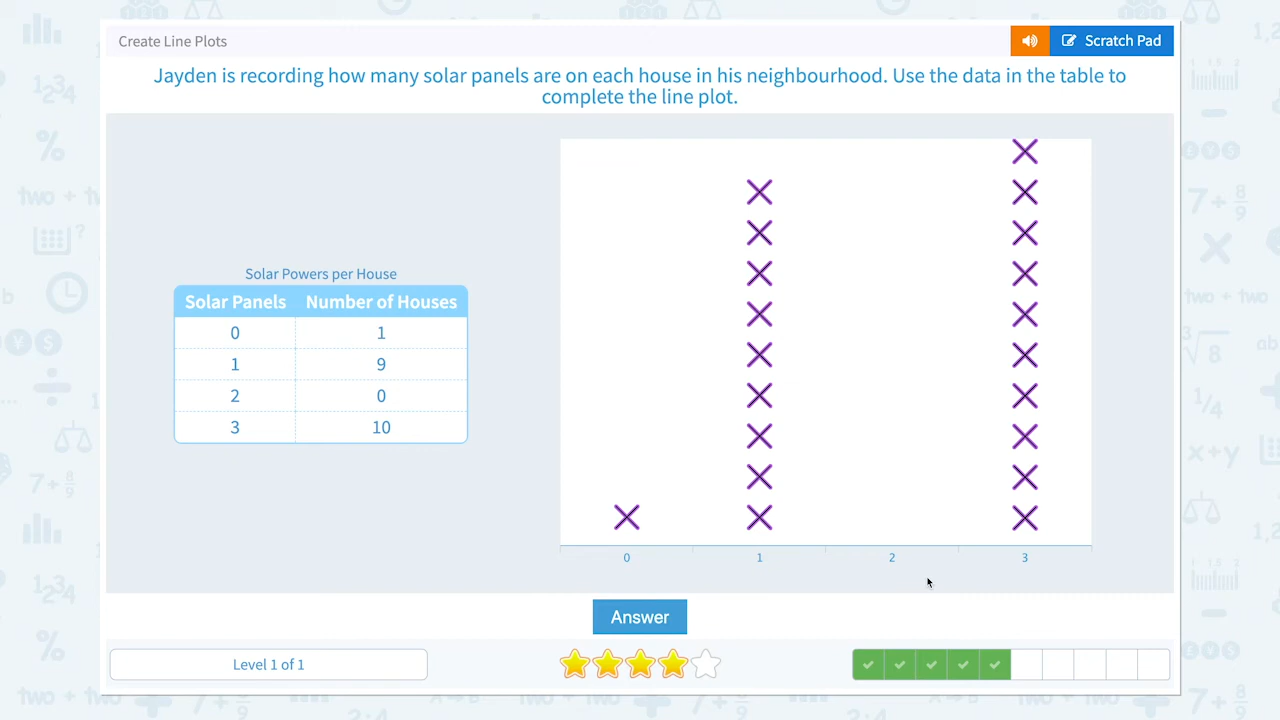 Create Line Plots
Scratch Pad
Jayden is recording how many solar panels are on each house in his neighbourhood. Use the data in the table to
complete the line plot.
Solar Powers per House
Solar Panels Number of Houses
0 1
1 9
2 0
3 10
0 1 2 3
Answer
Level 1 of 1